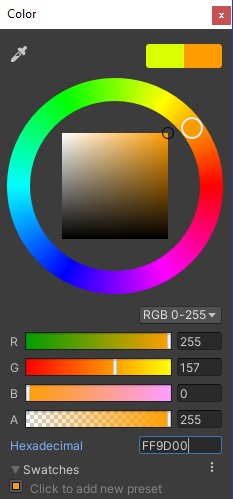 Color
x
RGB 0-255
R 255
G 157
B 0
A 255
Hexadecimal FF9D00
Swatches
Click to add new preset